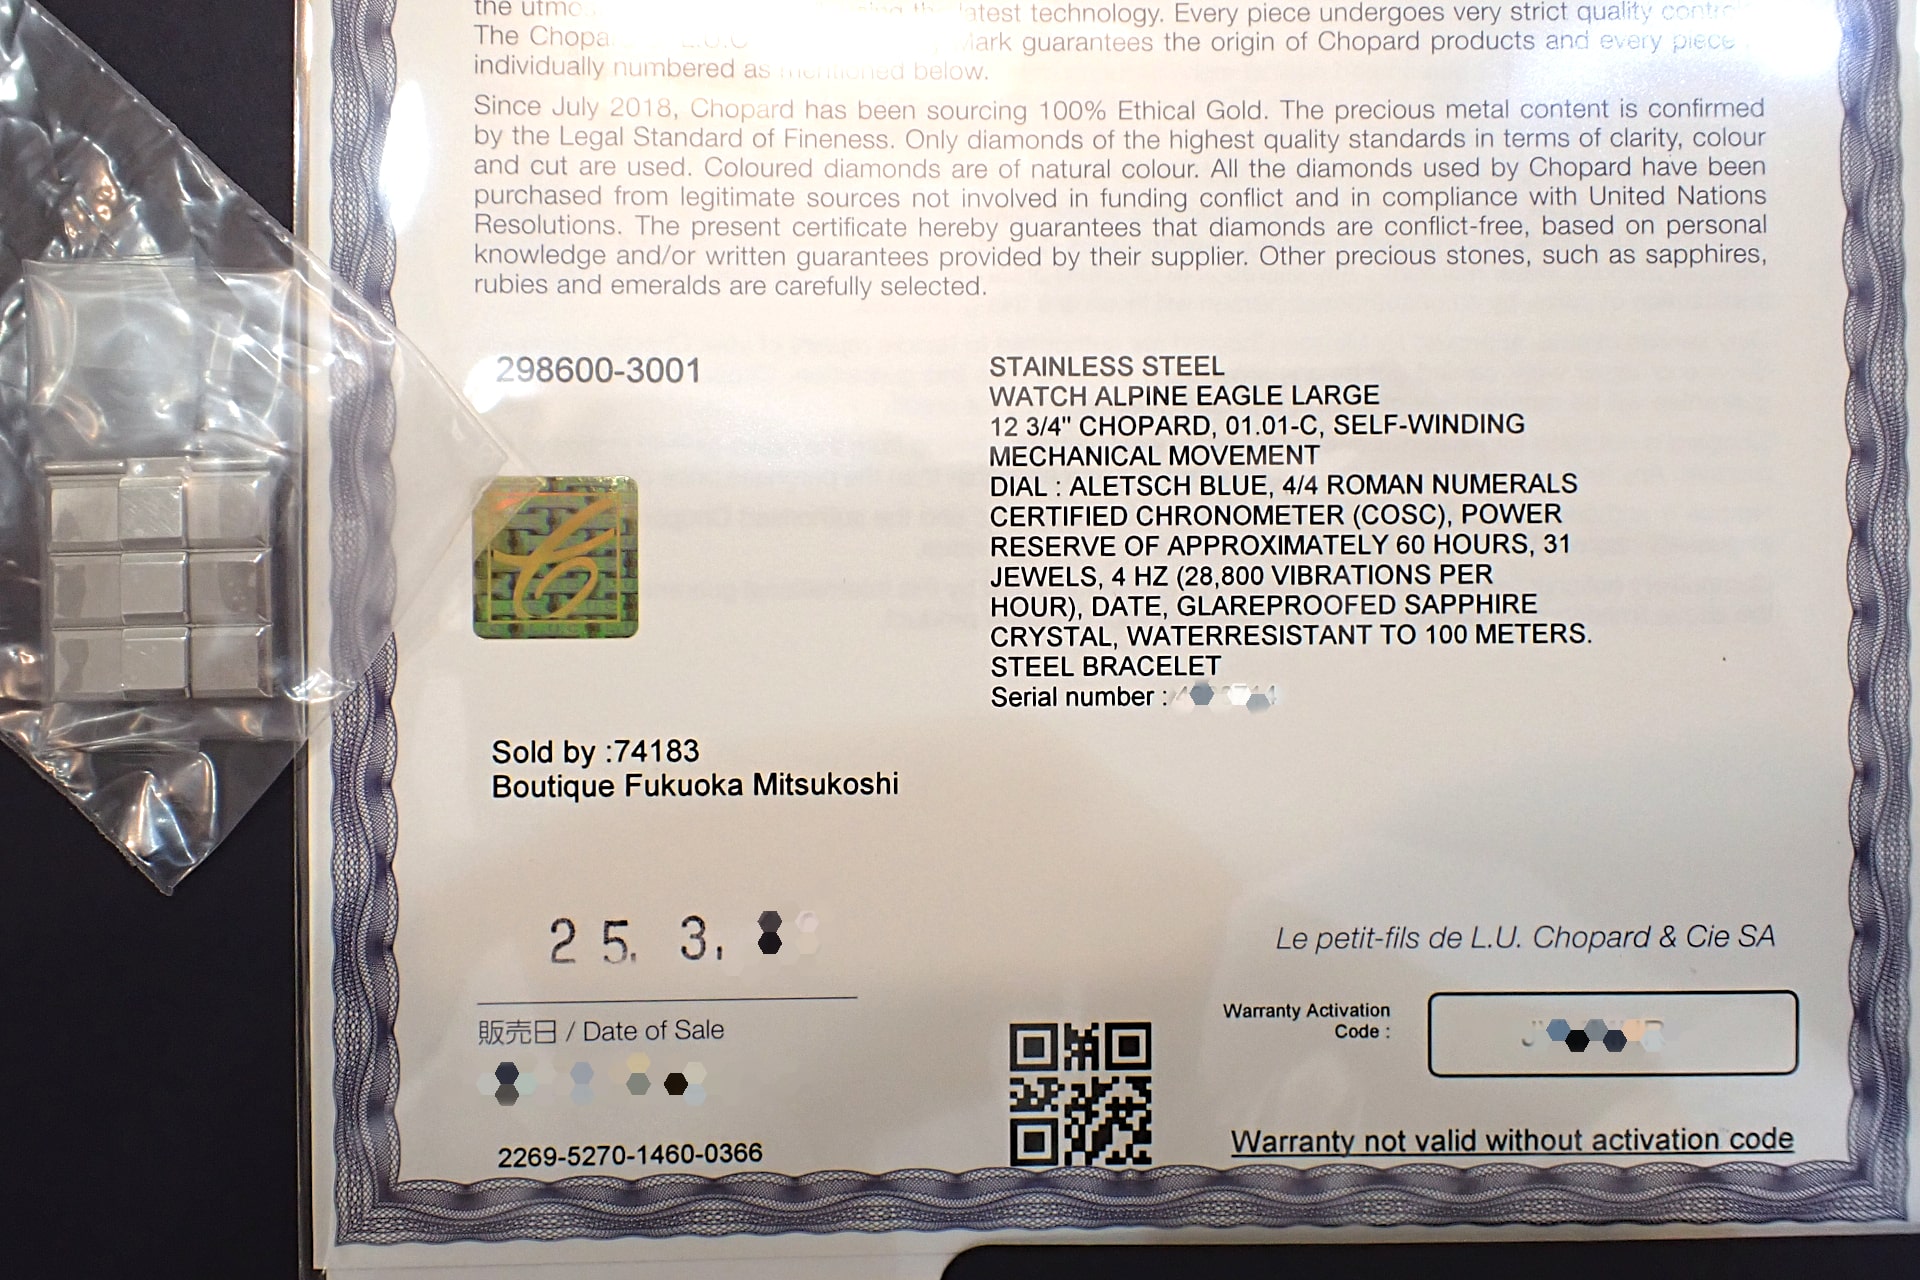 the latest technology. Every piece undergoes very strict quality control.
The guarantees the origin of Chopard products and every piece
individually numbered as mentioned below.
Since July 2018, Chopard has been sourcing 100% Ethical Gold. The precious metal content is confirmed
by the Legal Standard of Fineness. Only diamonds of the highest quality standards in terms of clarity, colour
and cut are used. Coloured diamonds are of natural colour. All the diamonds used by Chopard have been
purchased from legitimate sources not involved in funding conflict and in compliance with United Nations
Resolutions. The present certificate hereby guarantees that diamonds are conflict-free, based on personal
knowledge and/or written guarantees provided by their supplier. Other precious stones, such as sapphires,
rubies and emeralds are carefully selected.
298600-3001
STAINLESS STEEL
WATCH ALPINE EAGLE LARGE
12 3/4" CHOPARD, 01.01-C, SELF-WINDING
MECHANICAL MOVEMENT
DIAL : ALETSCH BLUE, 4/4 ROMAN NUMERALS
CERTIFIED CHRONOMETER (COSC), POWER
RESERVE OF APPROXIMATELY 60 HOURS, 31
JEWELS, 4 HZ (28,800 VIBRATIONS PER
HOUR), DATE, GLAREPROOFED SAPPHIRE
CRYSTAL, WATERRESISTANT TO 100 METERS.
STEEL BRACELET
Serial number :
Sold by :74183
Boutique Fukuoka Mitsukoshi
25. 3.
販売日 / Date of Sale
2269-5270-1460-0366
Le petit-fils de L.U. Chopard & Cie SA
Warranty Activation
Code :
Warranty not valid without activation code